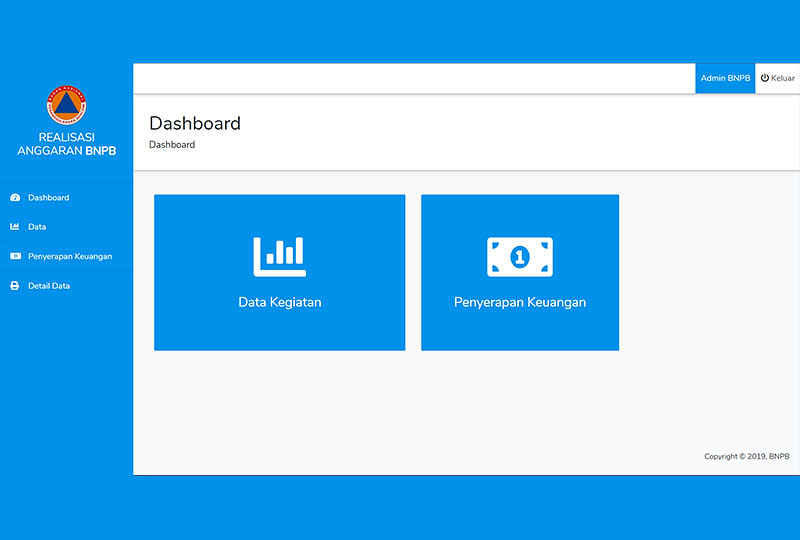 Admin BNPB
Keluar
REALISASI
ANGGARAN BNPB
Dashboard
Dashboard
Dashboard
Data
Penyerapan Keuangan
Detail Data
Data Kegiatan
1
Penyerapan Keuangan
Copyright © 2019, BNPB